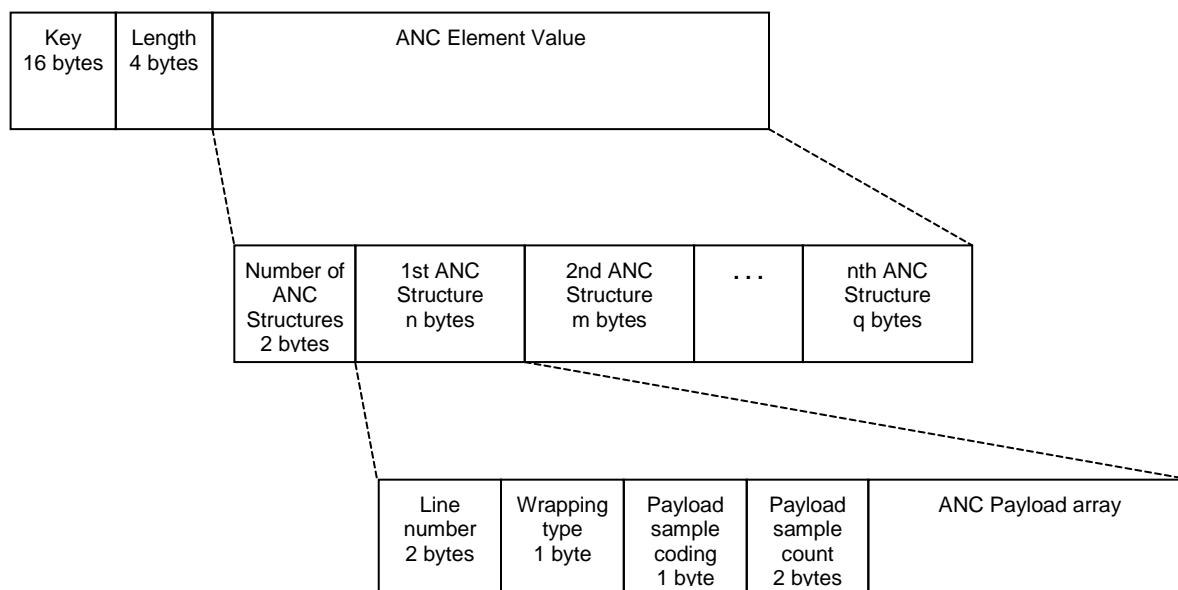 Key
16 bytes
Length
4 bytes
ANC Element Value
Number of
ANC
Structures
2 bytes
1st ANC
Structure
n bytes
2nd ANC
Structure
m bytes
. . .
nth ANC
Structure
q bytes
Line
number
2 bytes
Wrapping
type
1 byte
Payload
sample
coding
1 byte
Payload
sample
count
2 bytes
ANC Payload array